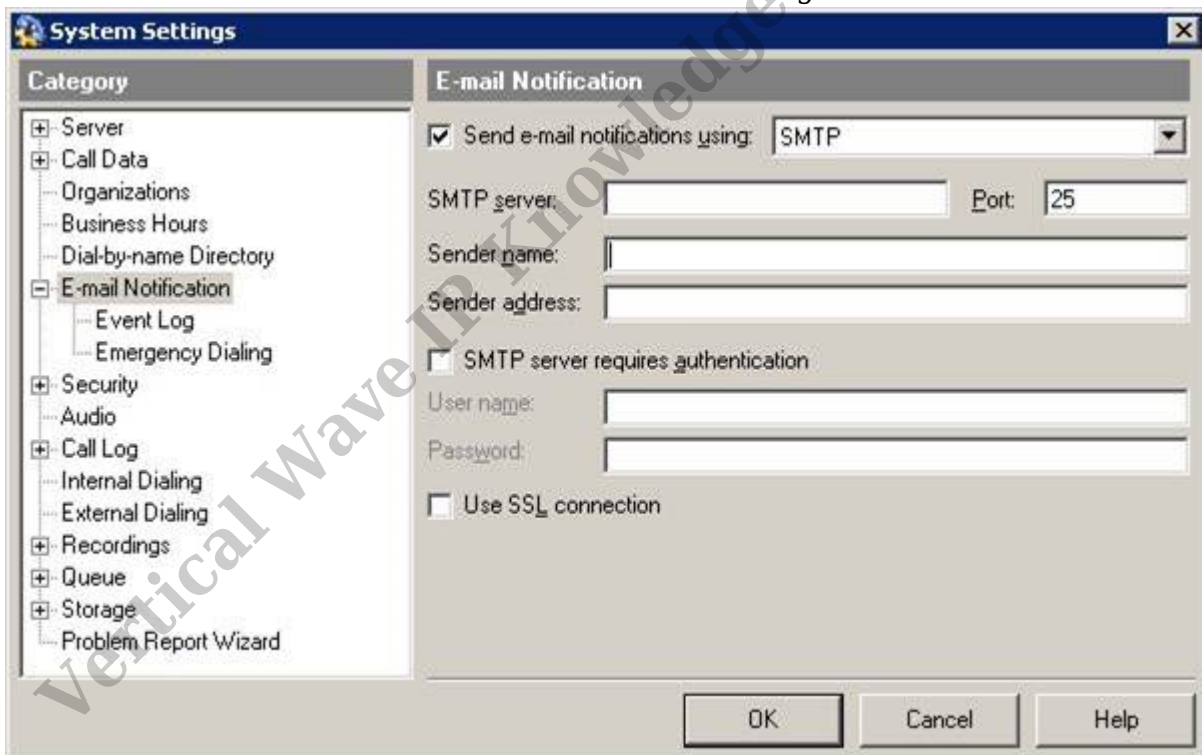 System Settings
Category
Server
Call Data
Organizations
Business Hours
Dial-by-name Directory
E-mail Notification
Event Log
Emergency Dialing
Security
Audio
Call Log
Internal Dialing
External Dialing
Recordings
Queue
Storage
Problem Report Wizard
E-mail Notification
Send e-mail notifications using: SMTP
SMTP server: Port: 25
Sender name:
Sender address:
SMTP server requires authentication
User name:
Password:
Use SSL connection
OK Cancel Help
Vertical Wave IP Knowledge